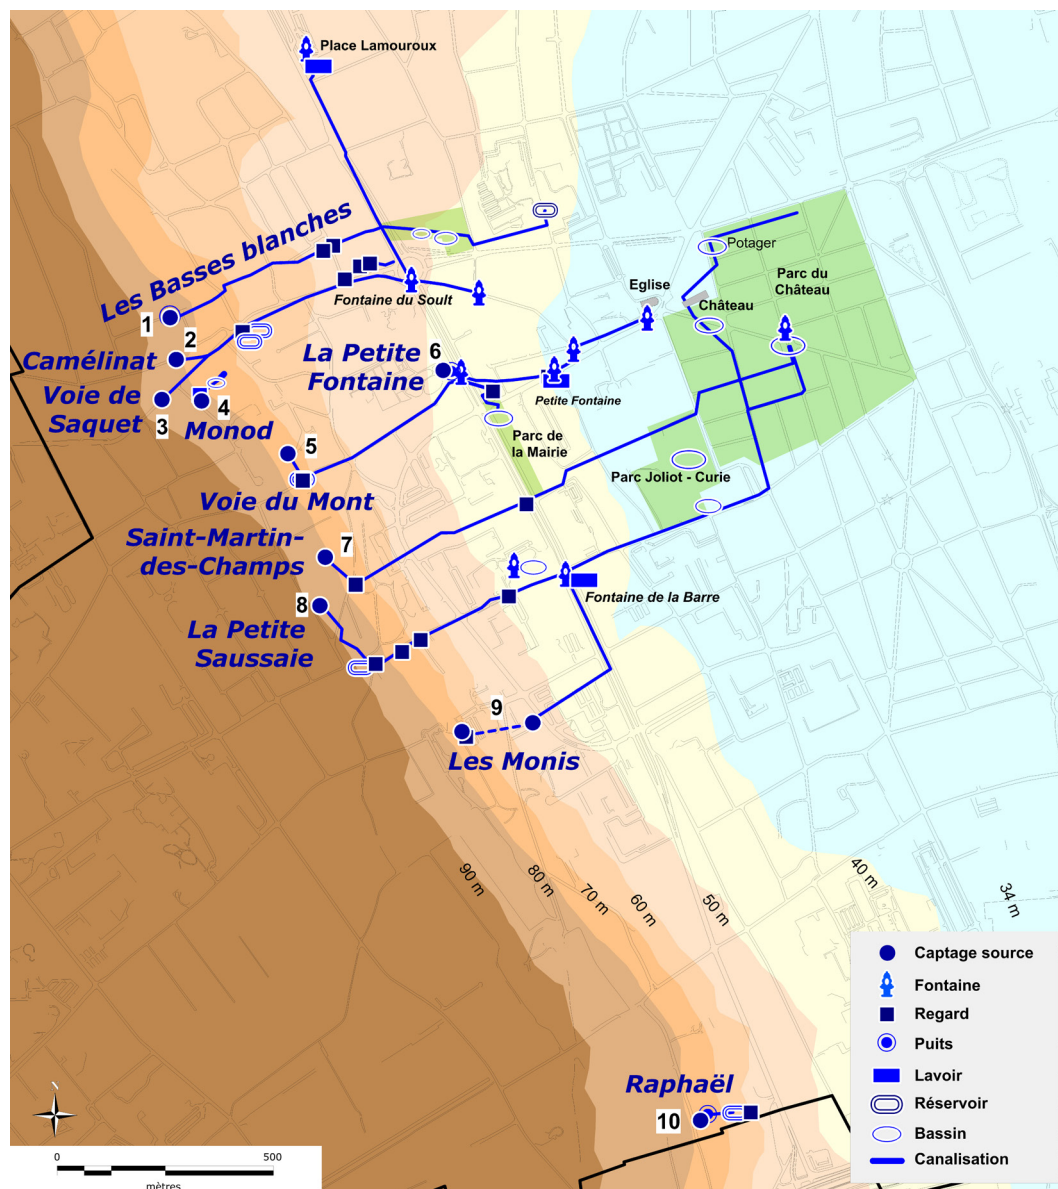 Place Lamouroux
Les Basses blanches
Potager
Parc du
Château
Eglise
Château
Fontaine du Soult
1
2
Camélinat
Voie de
Saquet
3
4
Monod
La Petite
Fontaine
6
Petite Fontaine
Parc de
la Mairie
5
Voie du Mont
Parc Joliot - Curie
Saint-Martin-
des-Champs
7
8
La Petite
Saussaie
Fontaine de la Barre
9
Les Monis
90 m
80 m
70 m
60 m
50 m
40 m
34 m
Raphaël
10
Captage source
Fontaine
Regard
Puits
Lavoir
Réservoir
Bassin
Canalisation
0
500
mètres